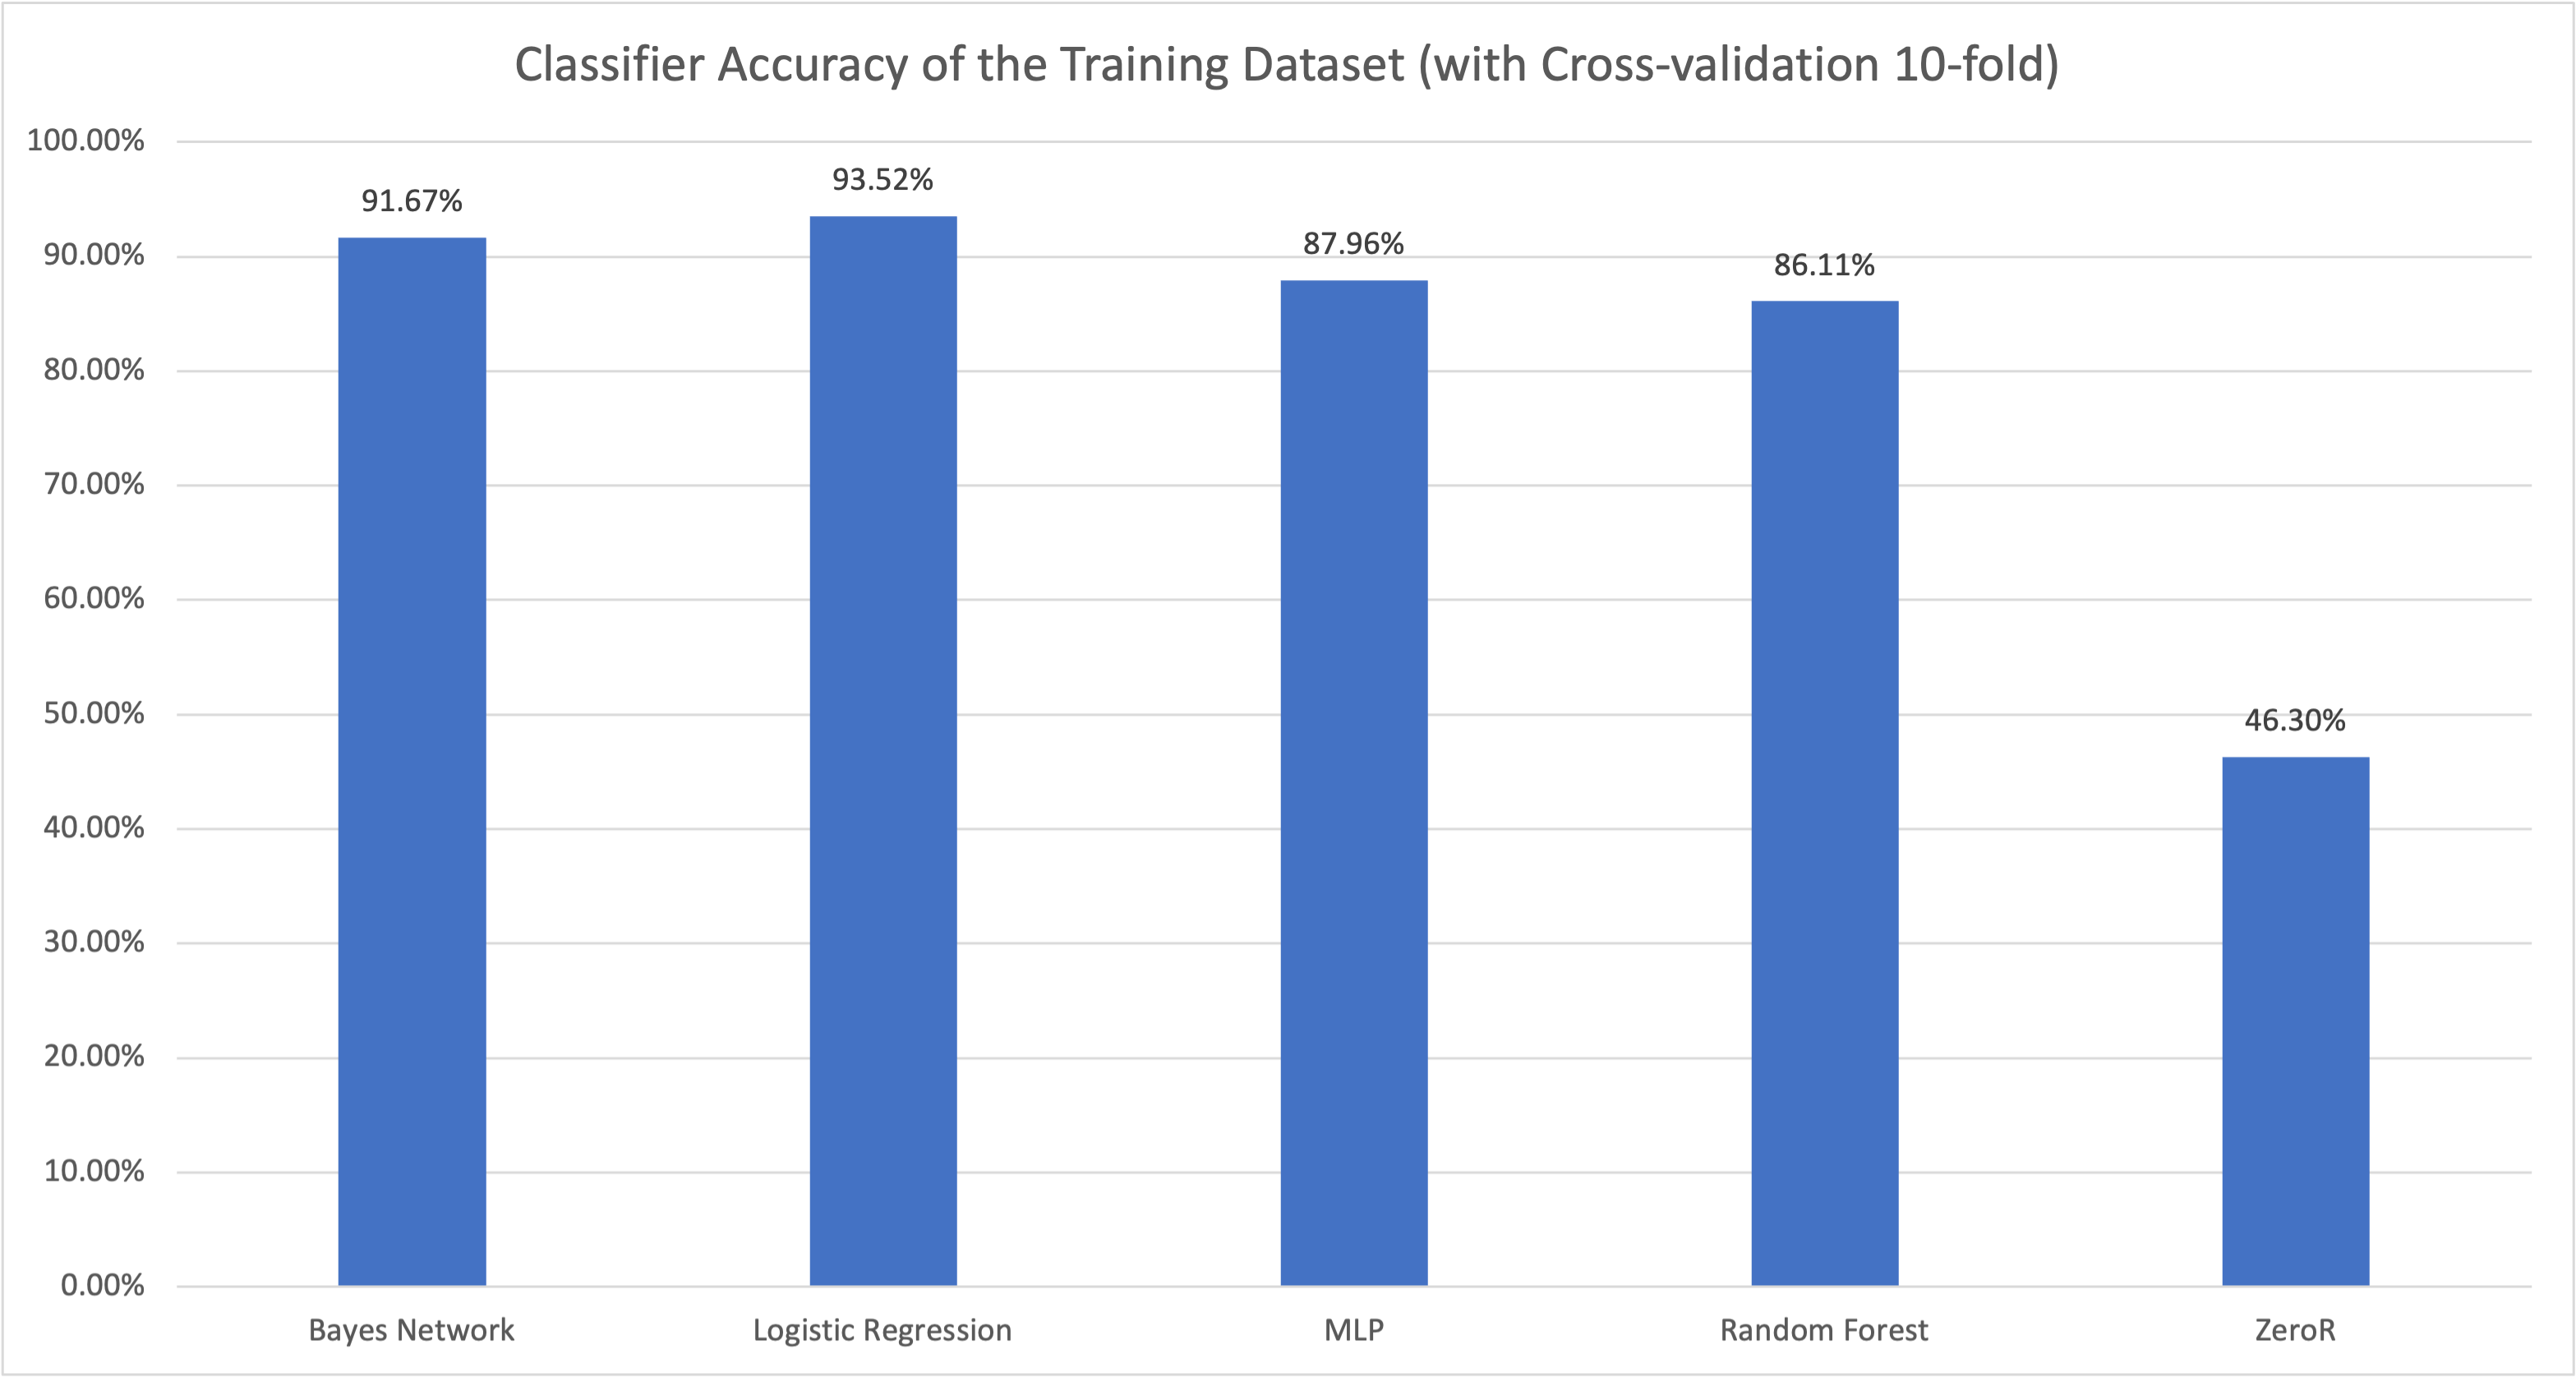 Classifier Accuracy of the Training Dataset (with Cross-validation 10-fold)
100.00%
90.00%
80.00%
70.00%
60.00%
50.00%
40.00%
30.00%
20.00%
10.00%
0.00%
91.67%
93.52%
87.96%
86.11%
46.30%
Bayes Network
Logistic Regression
MLP
Random Forest
ZeroR